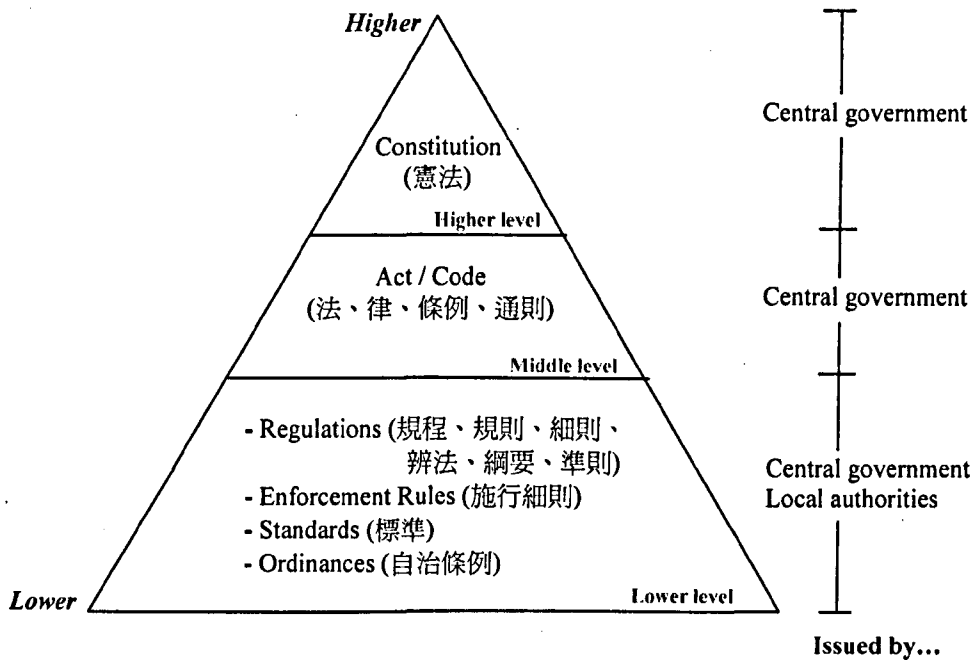 Higher
Constitution
(憲法)
Higher level
Central government
Act / Code
(法、律、條例、通則)
Middle level
Central government
- Regulations (規程、規則、細則、
辨法、綱要、準則)
- Enforcement Rules (施行細則)
- Standards (標準)
- Ordinances (自治條例)
Central government
Local authorities
Lower
Lower level
Issued by...